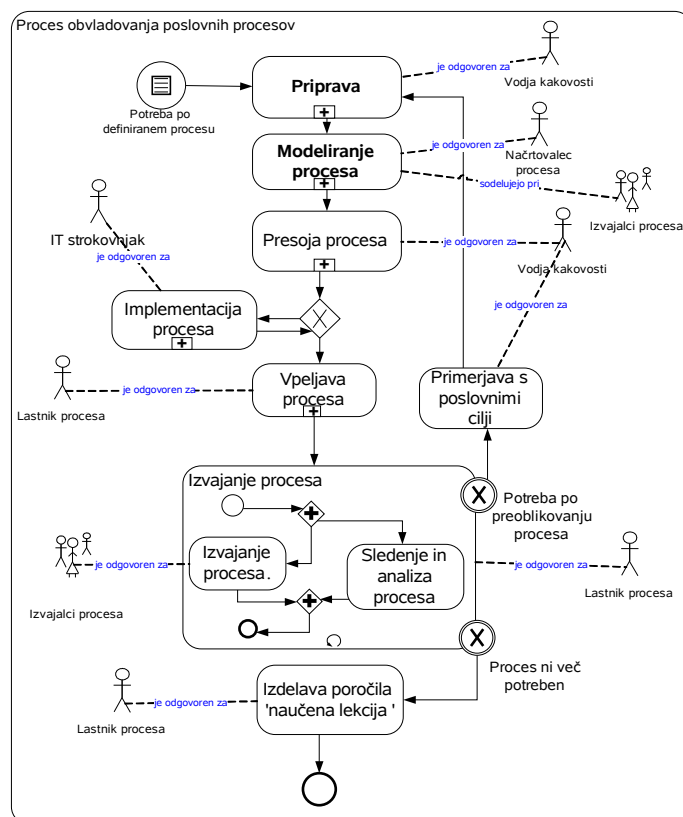 Proces obvladovanja poslovnih procesov
Priprava
je odgovoren za
Vodja kakovosti
Potreba po
definiranem procesu
Modeliranje
procesa
je odgovoren za
Načrtovalec
procesa
sodelujejo pri
Izvajalci procesa
IT strokovnjak
je odgovoren za
Presoja procesa
je odgovoren za
Vodja kakovosti
je odgovoren za
Implementacija
procesa
X
Vpeljava
procesa
je odgovoren za
Lastnik procesa
Primerjava s
poslovnimi
cilji
Izvajanje procesa
X
Potreba po
preoblikovanju
procesa
Izvajanje
procesa.
Sledenje in
analiza
procesa
je odgovoren za
Izvajalci procesa
je odgovoren za
Lastnik procesa
X
Proces ni več
potreben
Izdelava poročila
'naučena lekcija '
je odgovoren za
Lastnik procesa